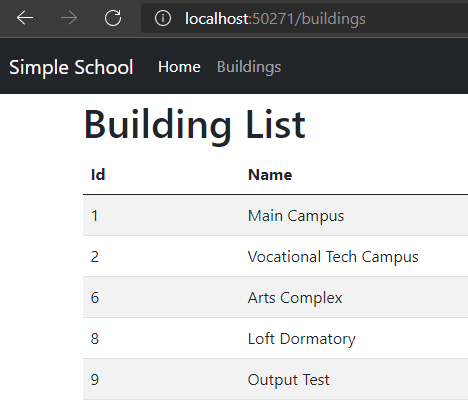 localhost:50271/buildings
Simple School Home Buildings
Building List
Id Name
1 Main Campus
2 Vocational Tech Campus
6 Arts Complex
8 Loft Dormatory
9 Output Test